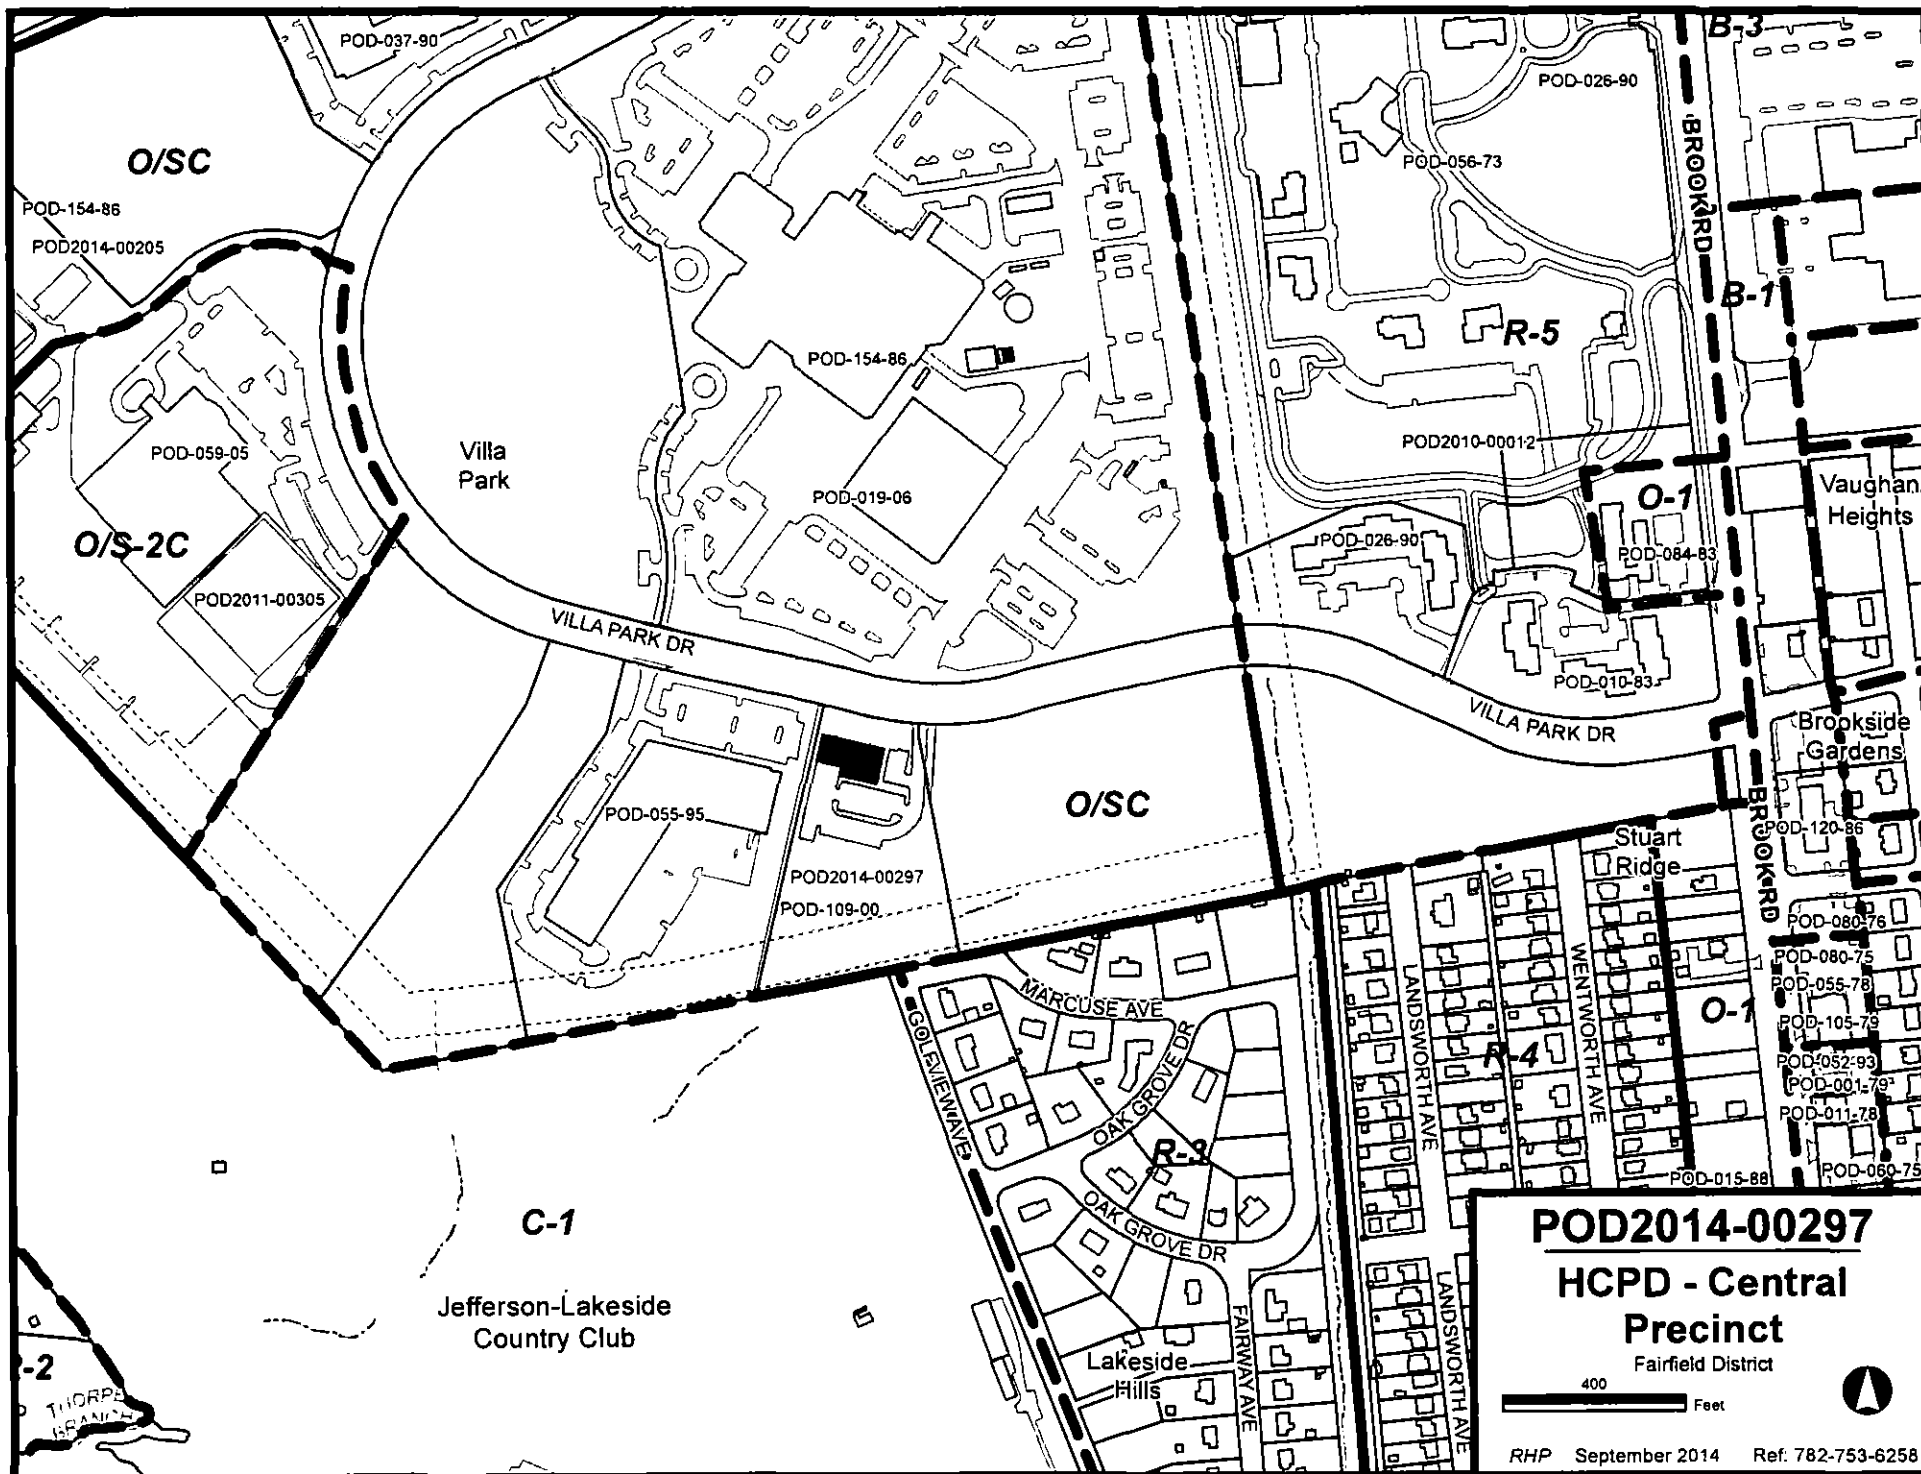 POD-037-90
B-3
POD-026-90
BROOK RD
O/SC
POD-056-73
POD-154-86
POD2014-00205
B-1
R-5
POD-154-86
POD-059-05
Villa
Park
POD2010-00012
POD-019-06
O-1
Vaughan
Heights
O/S-2C
POD-026-90
POD-084-83
POD2011-00305
VILLA PARK DR
POD-010-83
VILLA PARK DR
Brookside
Gardens
O/SC
POD-055-95
BROOK RD
POD-120-86
Stuart
Ridge
POD2014-00297
POD-109-00
POD-080-76
POD-080-75
POD-055-78
MARCUSE AVE
LANDSWORTH AVE
WENTWORTH AVE
O-1
POD-105-79
GOLFVIEW AVE
OAK GROVE DR
R-4
POD-052-93
POD-001-79
POD-011-78
R-3
POD-060-75
POD-015-88
C-1
OAK GROVE DR
Jefferson-Lakeside
Country Club
FAIRWAY AVE
LANDSWORTH AVE
Lakeside
Hills
-2
THORPE
BRANCH
POD2014-00297
HCPD - Central
Precinct
Fairfield District
400
Feet
RHP September 2014 Ref: 782-753-6258